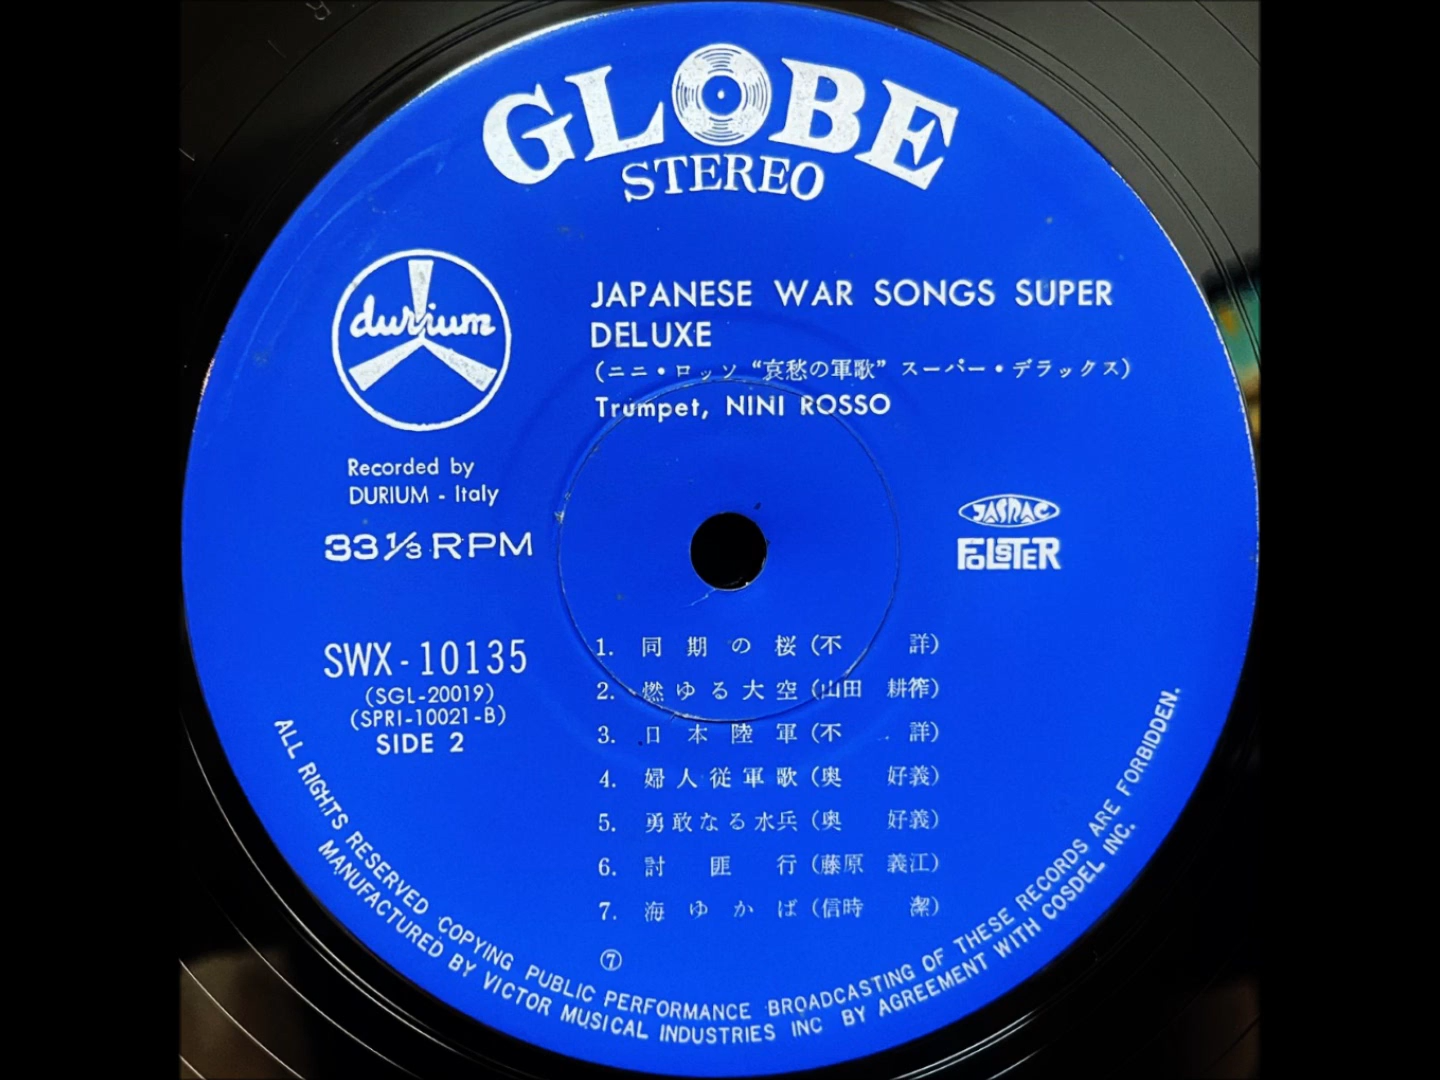 GLOBE
STEREO
durium
JAPANESE WAR SONGS SUPER
DELUXE
(ニニ・ロッソ “哀愁の軍歌” スーパー・デラックス)
Trumpet, NINI ROSSO
Recorded by
DURIUM - Italy
33 1/3 RPM
JASRAC
FOLSTER
SWX-10135
(SGL-20019)
(SPRI-10021-B)
SIDE 2
1. 同期の桜 (不 詳)
2. 燃ゆる大空 (山田 耕筰)
3. 日本陸軍 (不 詳)
4. 婦人従軍歌 (奥 好義)
5. 勇敢なる水兵 (奥 好義)
6. 討匪行 (藤原 義江)
7. 海ゆかば (信時 潔)
⑦
ALL RIGHTS RESERVED COPYING PUBLIC PERFORMANCE BROADCASTING OF THESE RECORDS ARE FORBIDDEN.
MANUFACTURED BY VICTOR MUSICAL INDUSTRIES INC BY AGREEMENT WITH COSDEL INC.